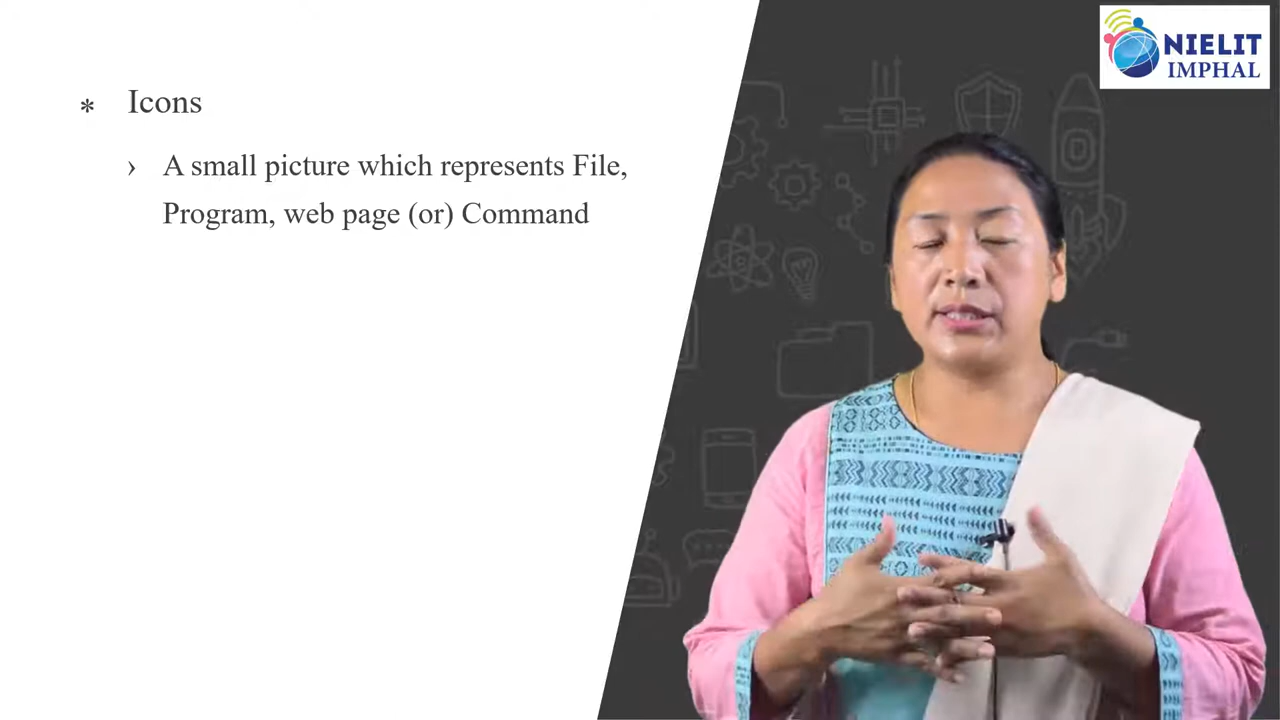 * Icons
› A small picture which represents File,
Program, web page (or) Command
NIELIT
IMPHAL